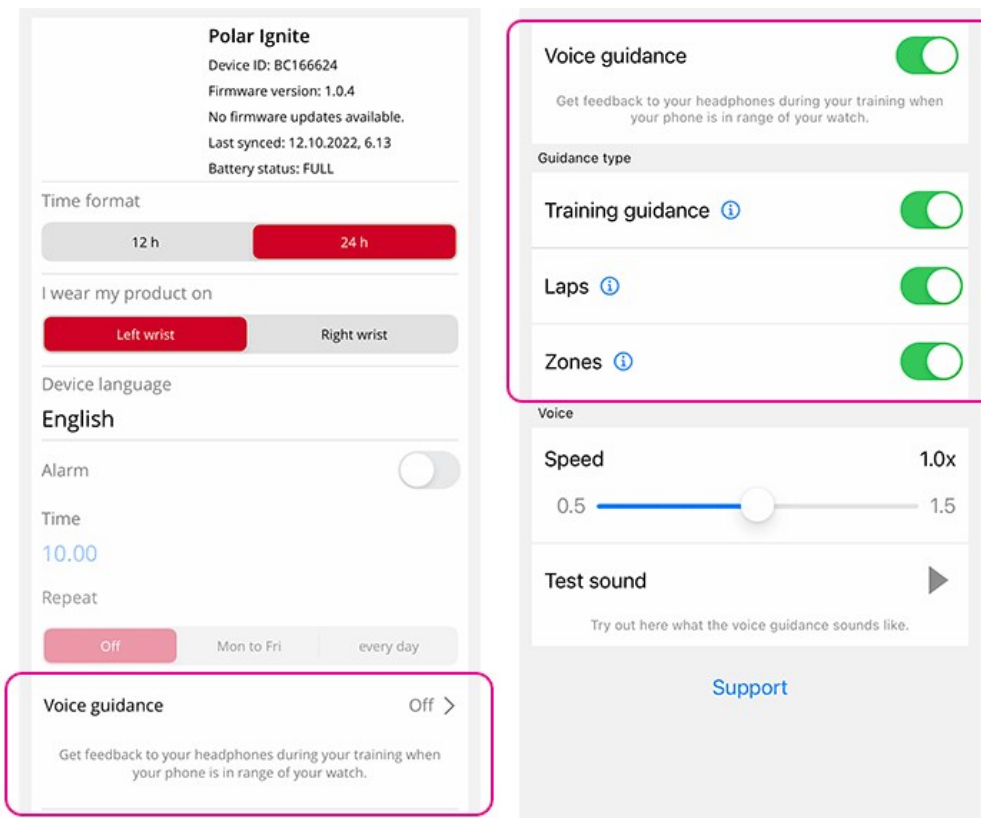 Polar Ignite
Device ID: BC166624
Firmware version: 1.0.4
No firmware updates available.
Last synced: 12.10.2022, 6.13
Battery status: FULL
Time format
12 h
24 h
I wear my product on
Left wrist
Right wrist
Device language
English
Alarm
Time
10.00
Repeat
Off
Mon to Fri
every day
Voice guidance
Off
Get feedback to your headphones during your training when
your phone is in range of your watch.
Voice guidance
Get feedback to your headphones during your training when
your phone is in range of your watch.
Guidance type
Training guidance
Laps
Zones
Voice
Speed
1.0x
0.5
1.5
Test sound
Try out here what the voice guidance sounds like.
Support